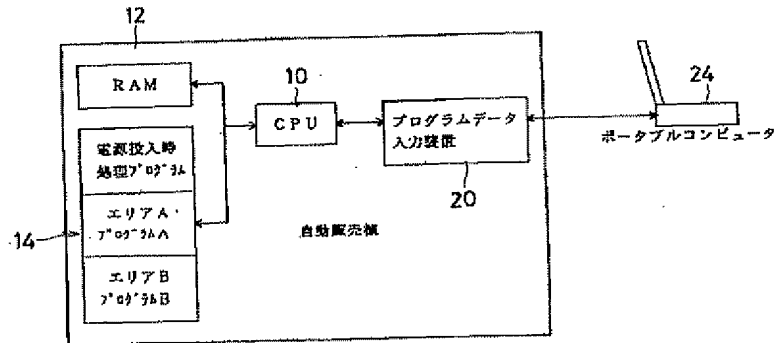 12
RAM
10
CPU
プログラムデータ
入力装置
20
24
ポータブルコンピュータ
電源投入時
処理プログラム
エリアA
プログラムA
14
エリアB
プログラムB
自動販売機